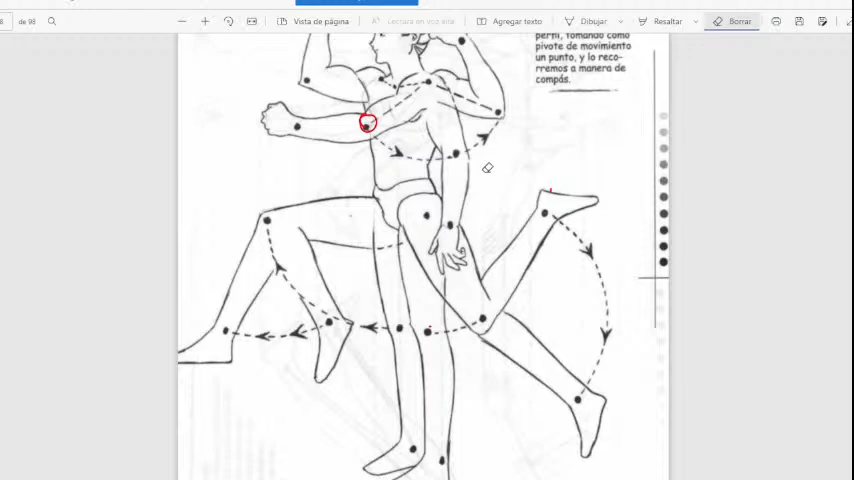 de 98
Vista de página
Lectura en voz alta
Agregar texto
Dibujar
Resaltar
Borrar
perfil, tomando como
pivote de movimiento
un punto, y lo reco-
rremos a manera de
compás.